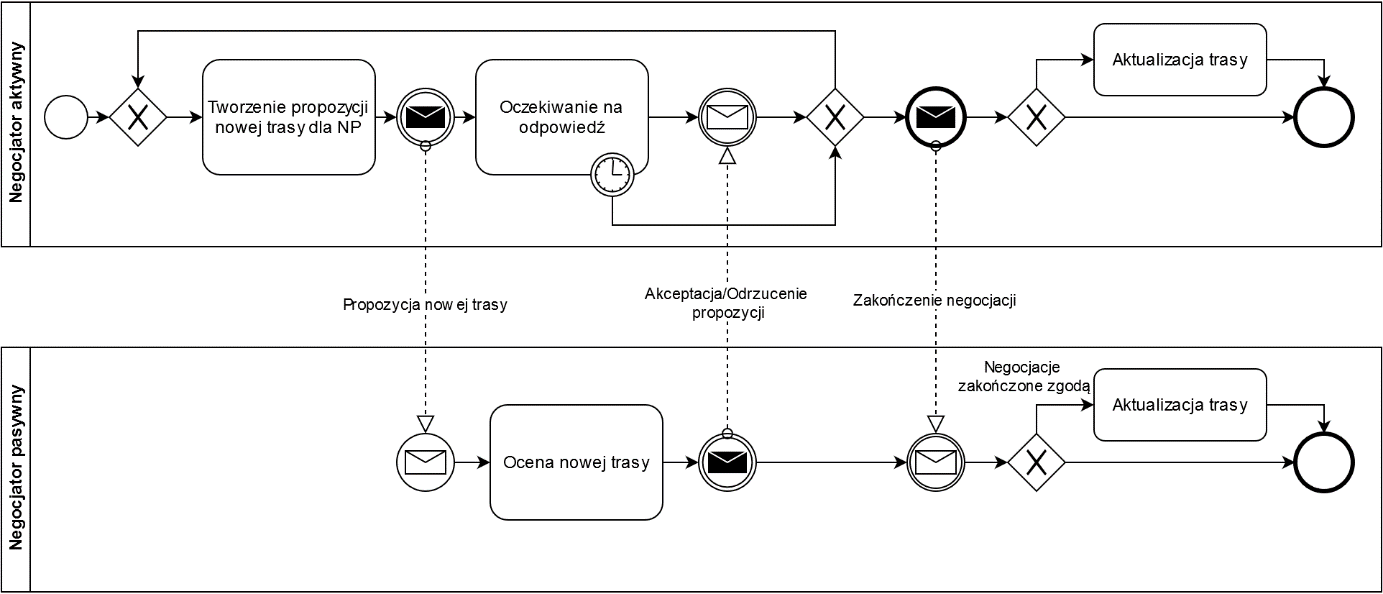 Negocjator aktywny
Tworzenie propozycji
nowej trasy dla NP
Oczekiwanie na
odpowiedź
Aktualizacja trasy
Propozycja nowej trasy
Akceptacja/Odrzucenie
propozycji
Zakończenie negocjacji
Negocjator pasywny
Ocena nowej trasy
Negocjacje
zakończone zgodą
Aktualizacja trasy